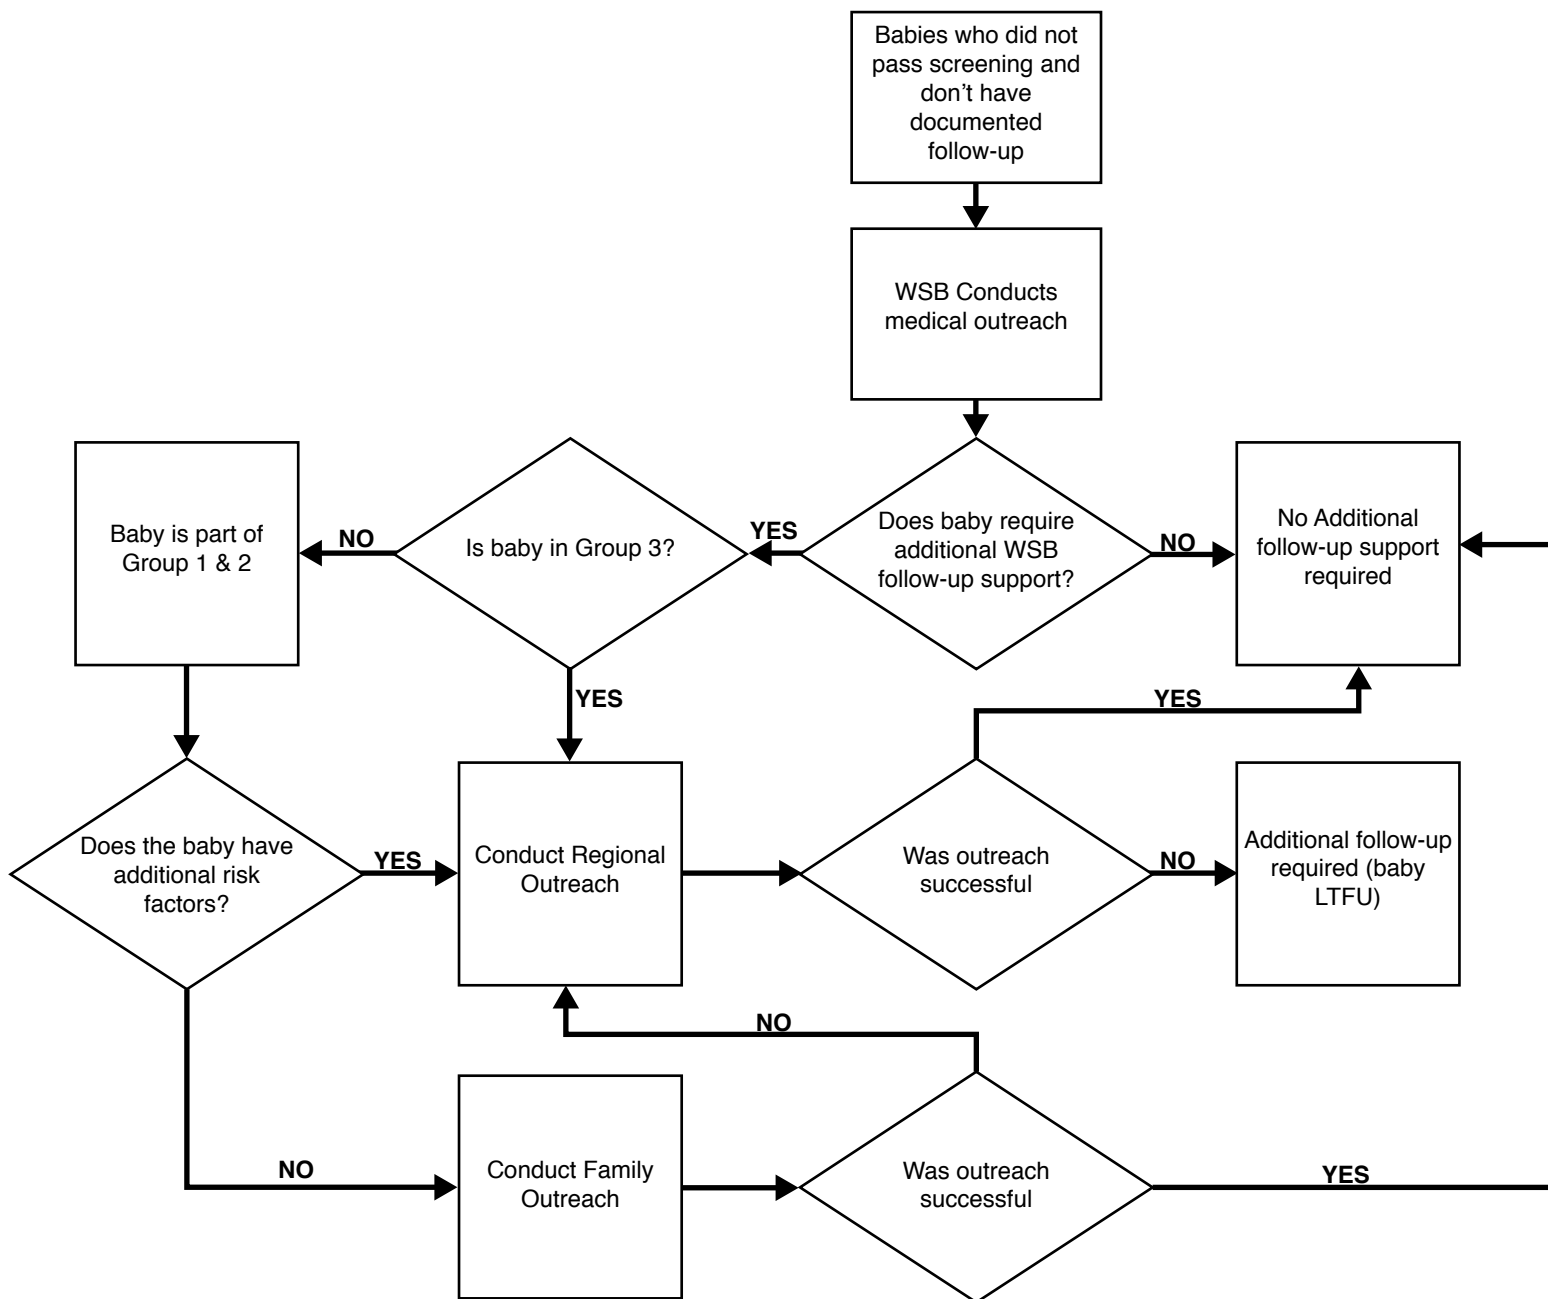 Babies who did not
pass screening and
don’t have
documented
follow-up
WSB Conducts
medical outreach
Baby is part of
Group 1 & 2
NO
Is baby in Group 3?
YES
Does baby require
additional WSB
follow-up support?
NO
No Additional
follow-up support
required
YES
YES
Does the baby have
additional risk
factors?
YES
Conduct Regional
Outreach
Was outreach
successful
NO
Additional follow-up
required (baby
LTFU)
NO
NO
Conduct Family
Outreach
Was outreach
successful
YES